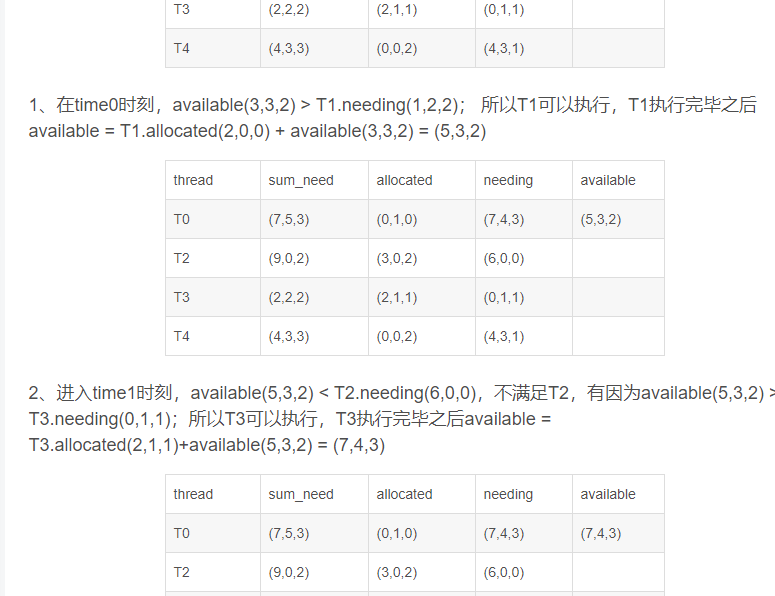 T3 (2,2,2) (2,1,1) (0,1,1)
T4 (4,3,3) (0,0,2) (4,3,1)
1、在time0时刻，available(3,3,2) > T1.needing(1,2,2)； 所以T1可以执行，T1执行完毕之后
available = T1.allocated(2,0,0) + available(3,3,2) = (5,3,2)
thread sum_need allocated needing available
T0 (7,5,3) (0,1,0) (7,4,3) (5,3,2)
T2 (9,0,2) (3,0,2) (6,0,0)
T3 (2,2,2) (2,1,1) (0,1,1)
T4 (4,3,3) (0,0,2) (4,3,1)
2、进入time1时刻，available(5,3,2) < T2.needing(6,0,0)，不满足T2，有因为available(5,3,2) >
T3.needing(0,1,1)；所以T3可以执行，T3执行完毕之后available =
T3.allocated(2,1,1)+available(5,3,2) = (7,4,3)
thread sum_need allocated needing available
T0 (7,5,3) (0,1,0) (7,4,3) (7,4,3)
T2 (9,0,2) (3,0,2) (6,0,0)